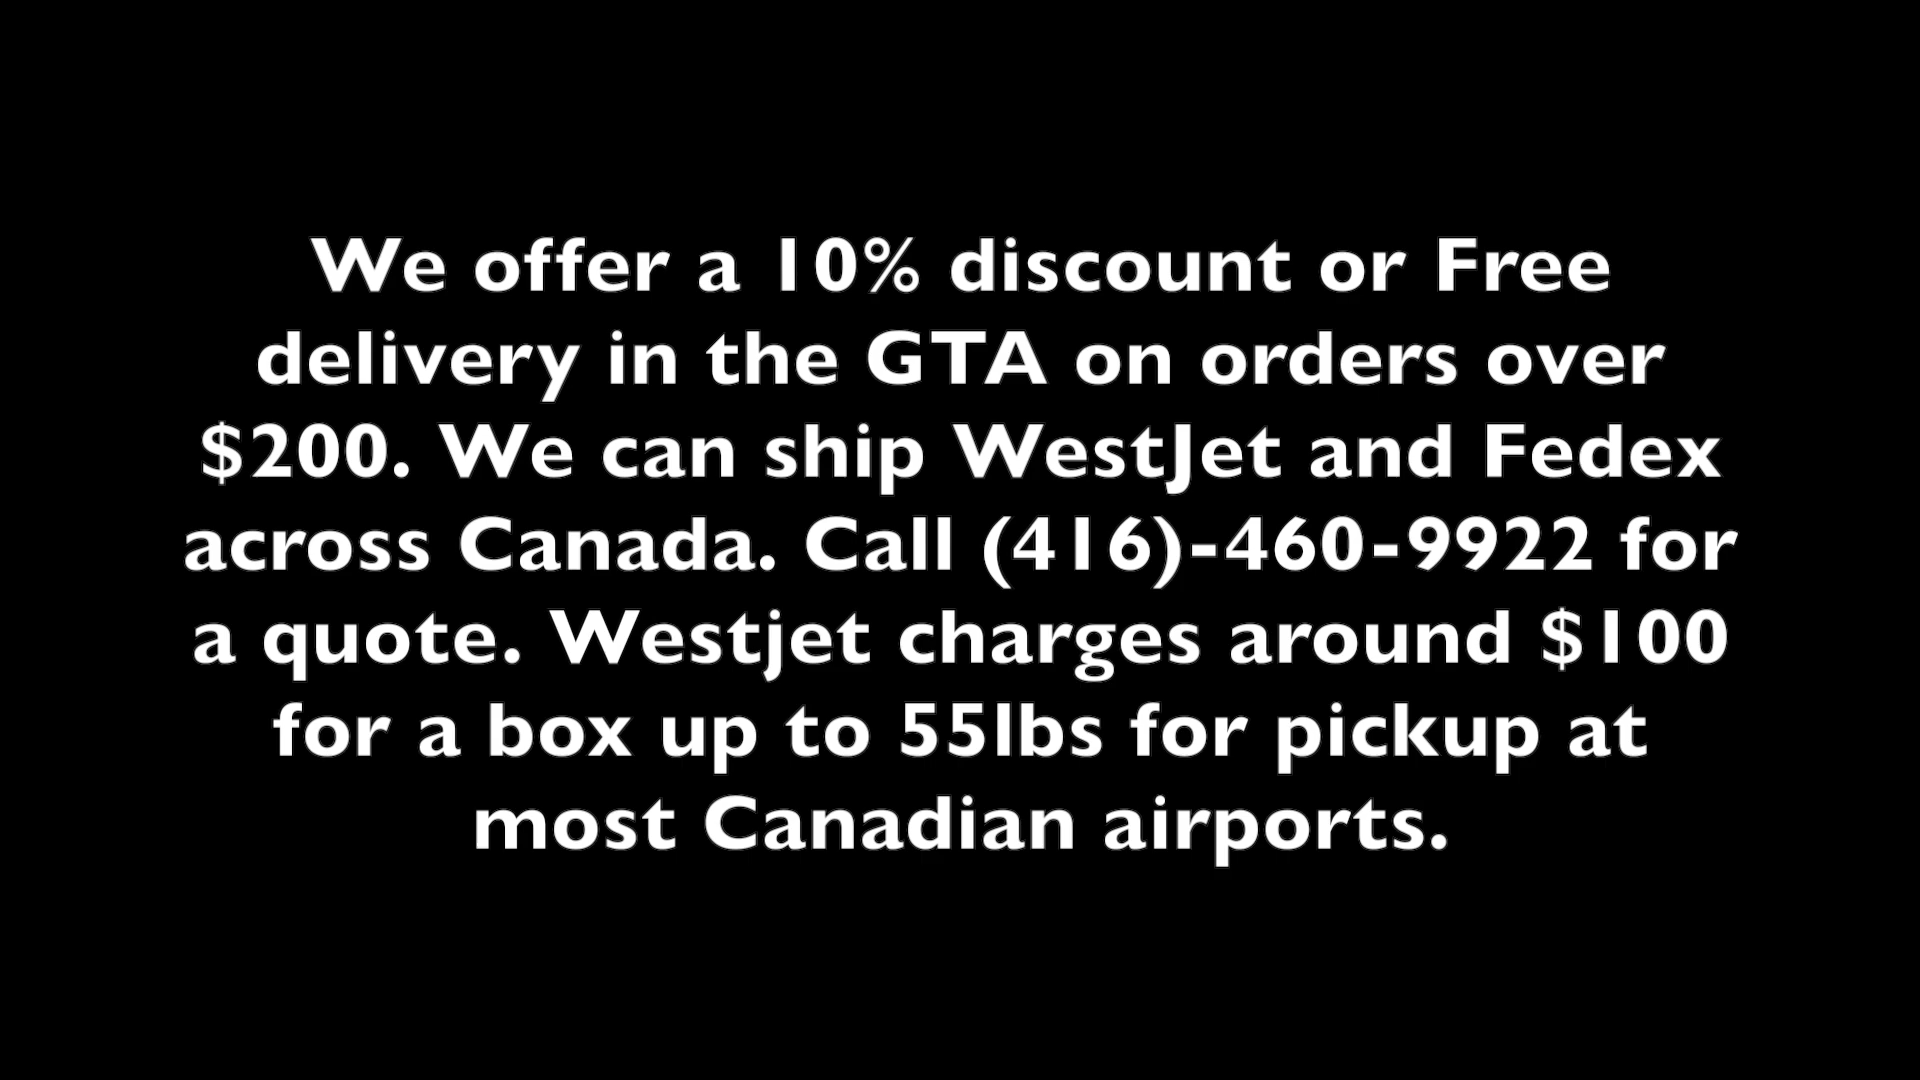 We offer a 10% discount or Free
delivery in the GTA on orders over
$200. We can ship WestJet and Fedex
across Canada. Call (416)-460-9922 for
a quote. Westjet charges around $100
for a box up to 55lbs for pickup at
most Canadian airports.